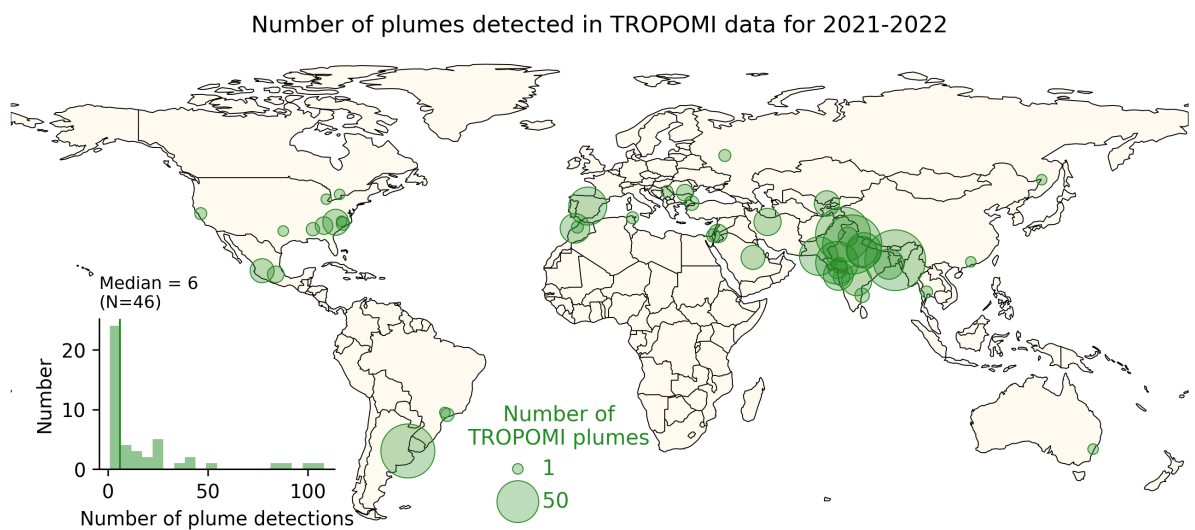 Number of plumes detected in TROPOMI data for 2021-2022
Median = 6
(N=46)
Number
20
10
0
0 50 100
Number of plume detections
Number of
TROPOMI plumes
1
50